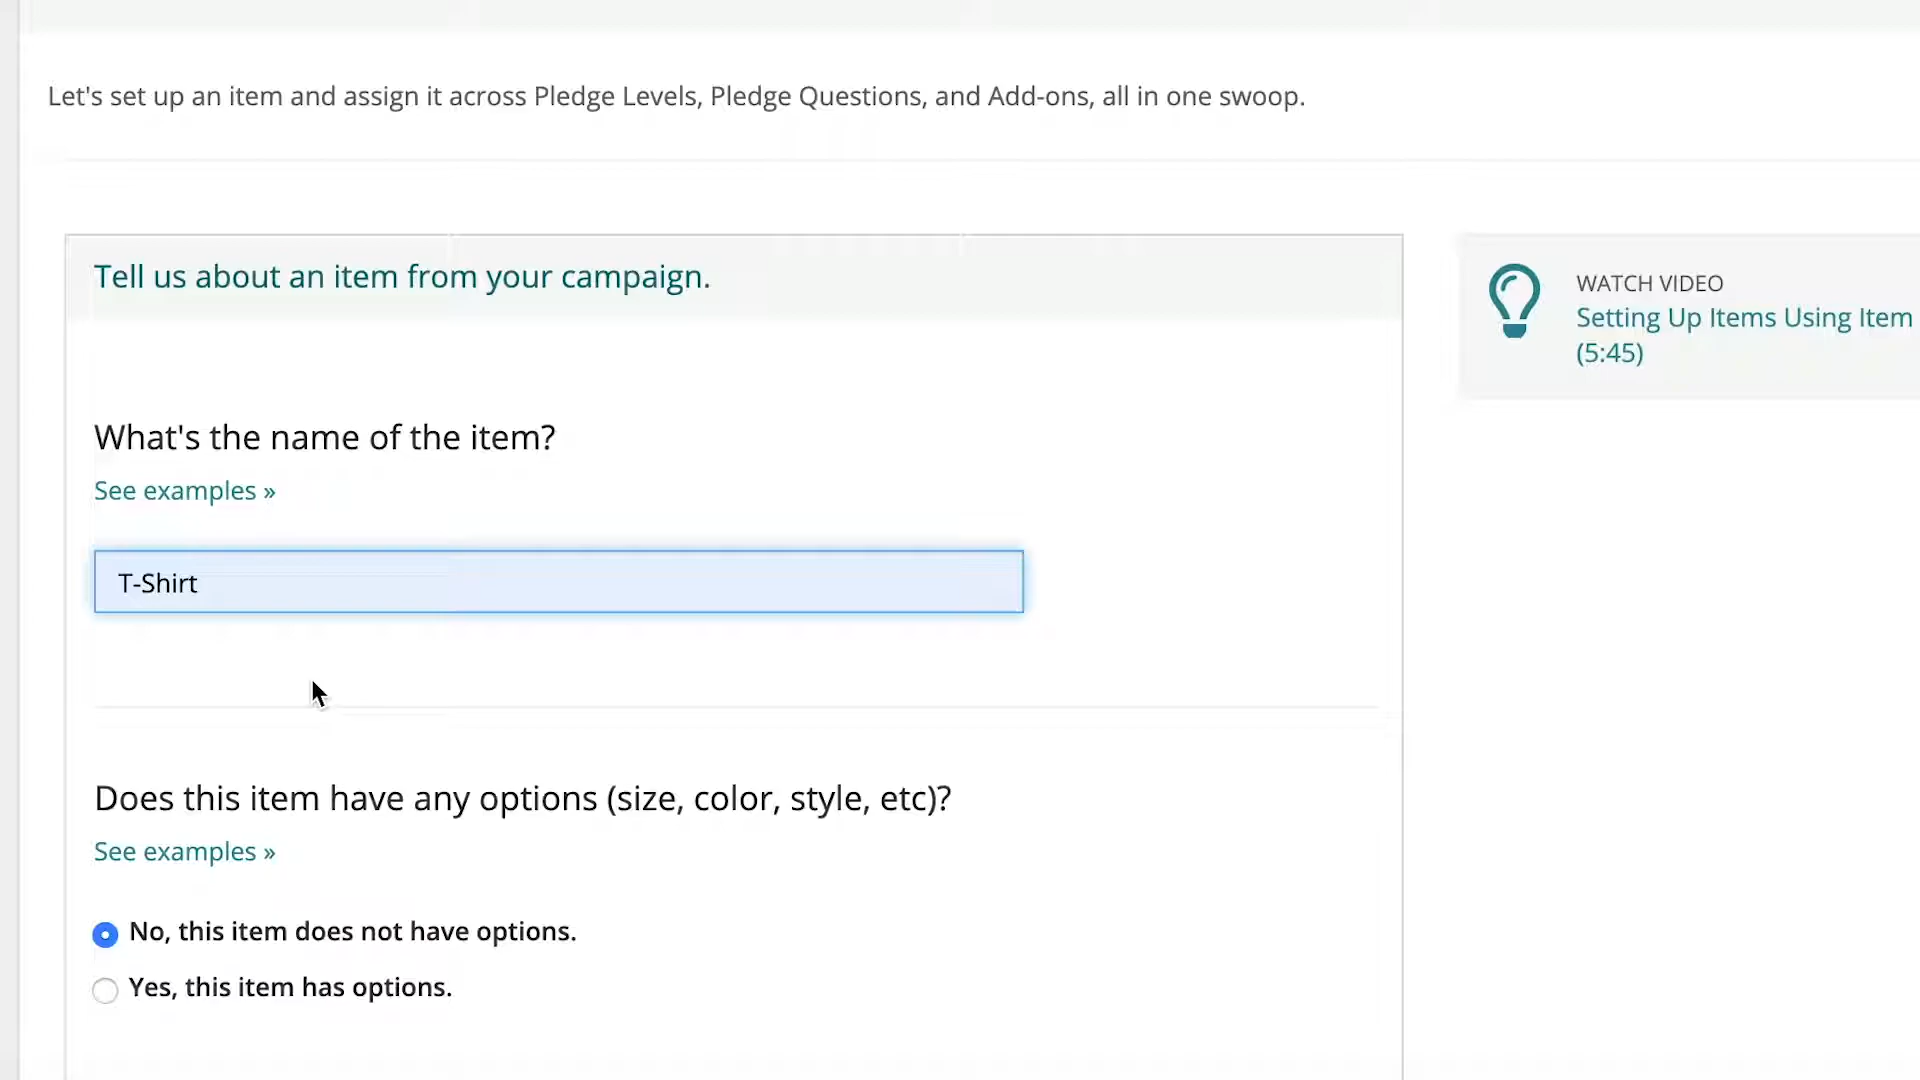 Let's set up an item and assign it across Pledge Levels, Pledge Questions, and Add-ons, all in one swoop.
Tell us about an item from your campaign.
WATCH VIDEO
Setting Up Items Using Item
(5:45)
What's the name of the item?
See examples »
T-Shirt
Does this item have any options (size, color, style, etc)?
See examples »
No, this item does not have options.
Yes, this item has options.